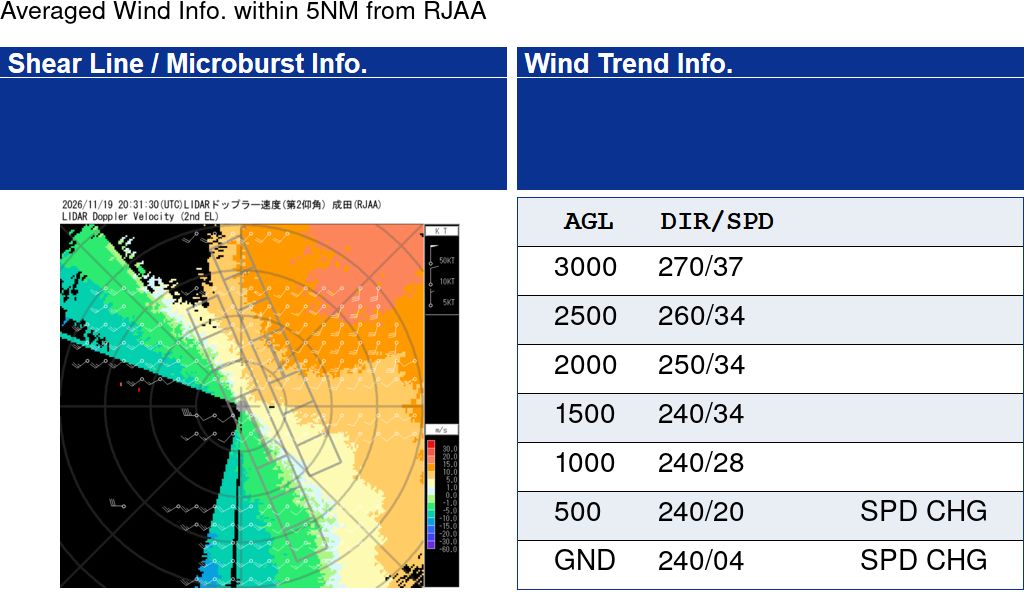 Averaged Wind Info. within 5NM from RJAA
Shear Line / Microburst Info.
Wind Trend Info.
2026/11/19 20:31:30(UTC)LIDARドップラー速度(第2仰角) 成田(RJAA)
LIDAR Doppler Velocity (2nd EL)
K T
50KT
10KT
5KT
m/s
30.0
20.0
15.0
10.0
5.0
1.0
0.0
-1.0
-5.0
-10.0
-15.0
-20.0
-30.0
-60.0
AGL DIR/SPD
3000 270/37
2500 260/34
2000 250/34
1500 240/34
1000 240/28
500 240/20 SPD CHG
GND 240/04 SPD CHG